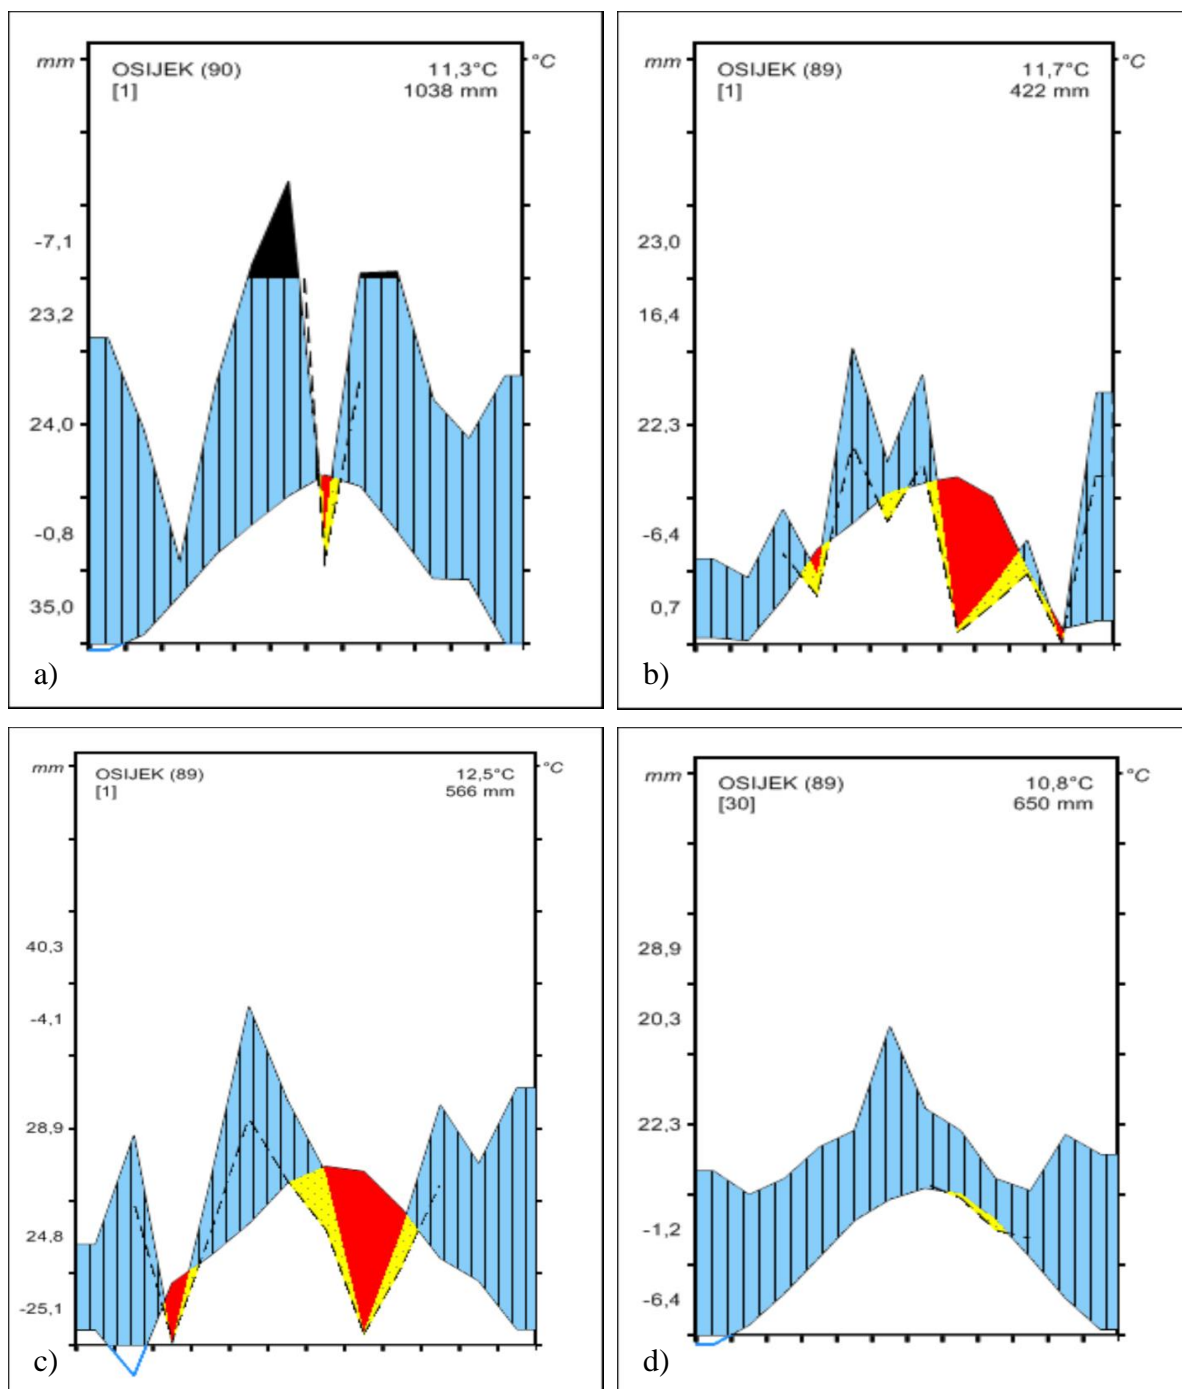 mm °C
OSIJEK (90) 11,3°C
[1] 1038 mm
-7,1
23,2
24,0
-0,8
35,0
a)
mm °C
OSIJEK (89) 11,7°C
[1] 422 mm
23,0
16,4
22,3
-6,4
0,7
b)
mm °C
OSIJEK (89) 12,5°C
[1] 566 mm
40,3
-4,1
28,9
24,8
-25,1
c)
mm °C
OSIJEK (89) 10,8°C
[30] 650 mm
28,9
20,3
22,3
-1,2
-6,4
d)